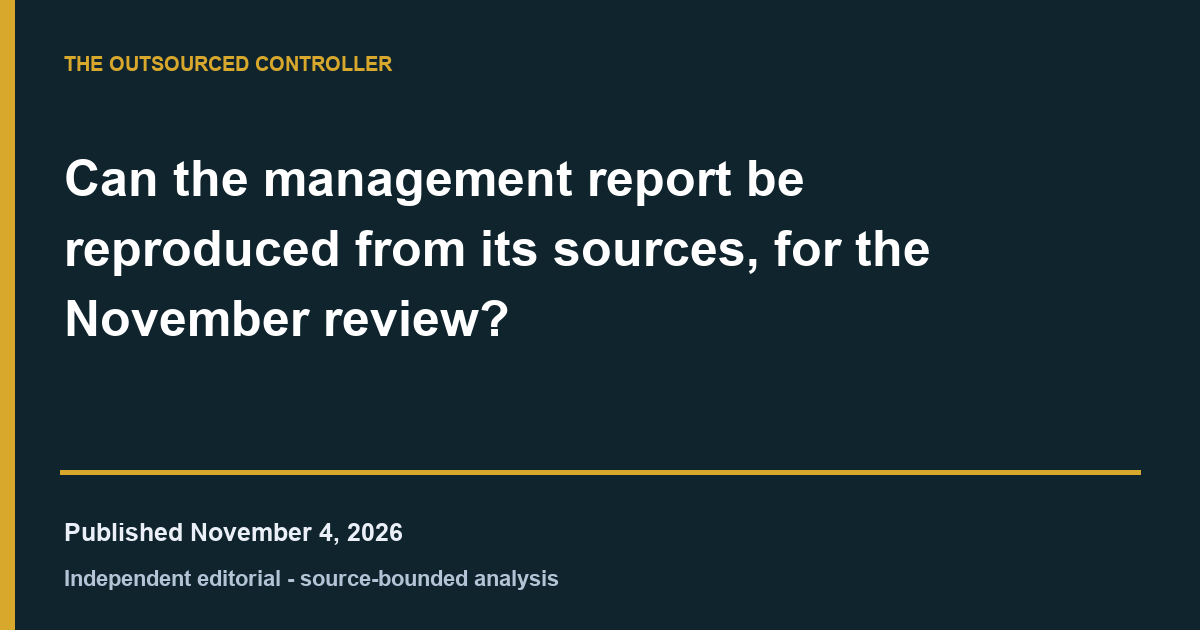 THE OUTSOURCED CONTROLLER
Can the management report be
reproduced from its sources, for the
November review?
Published November 4, 2026
Independent editorial - source-bounded analysis